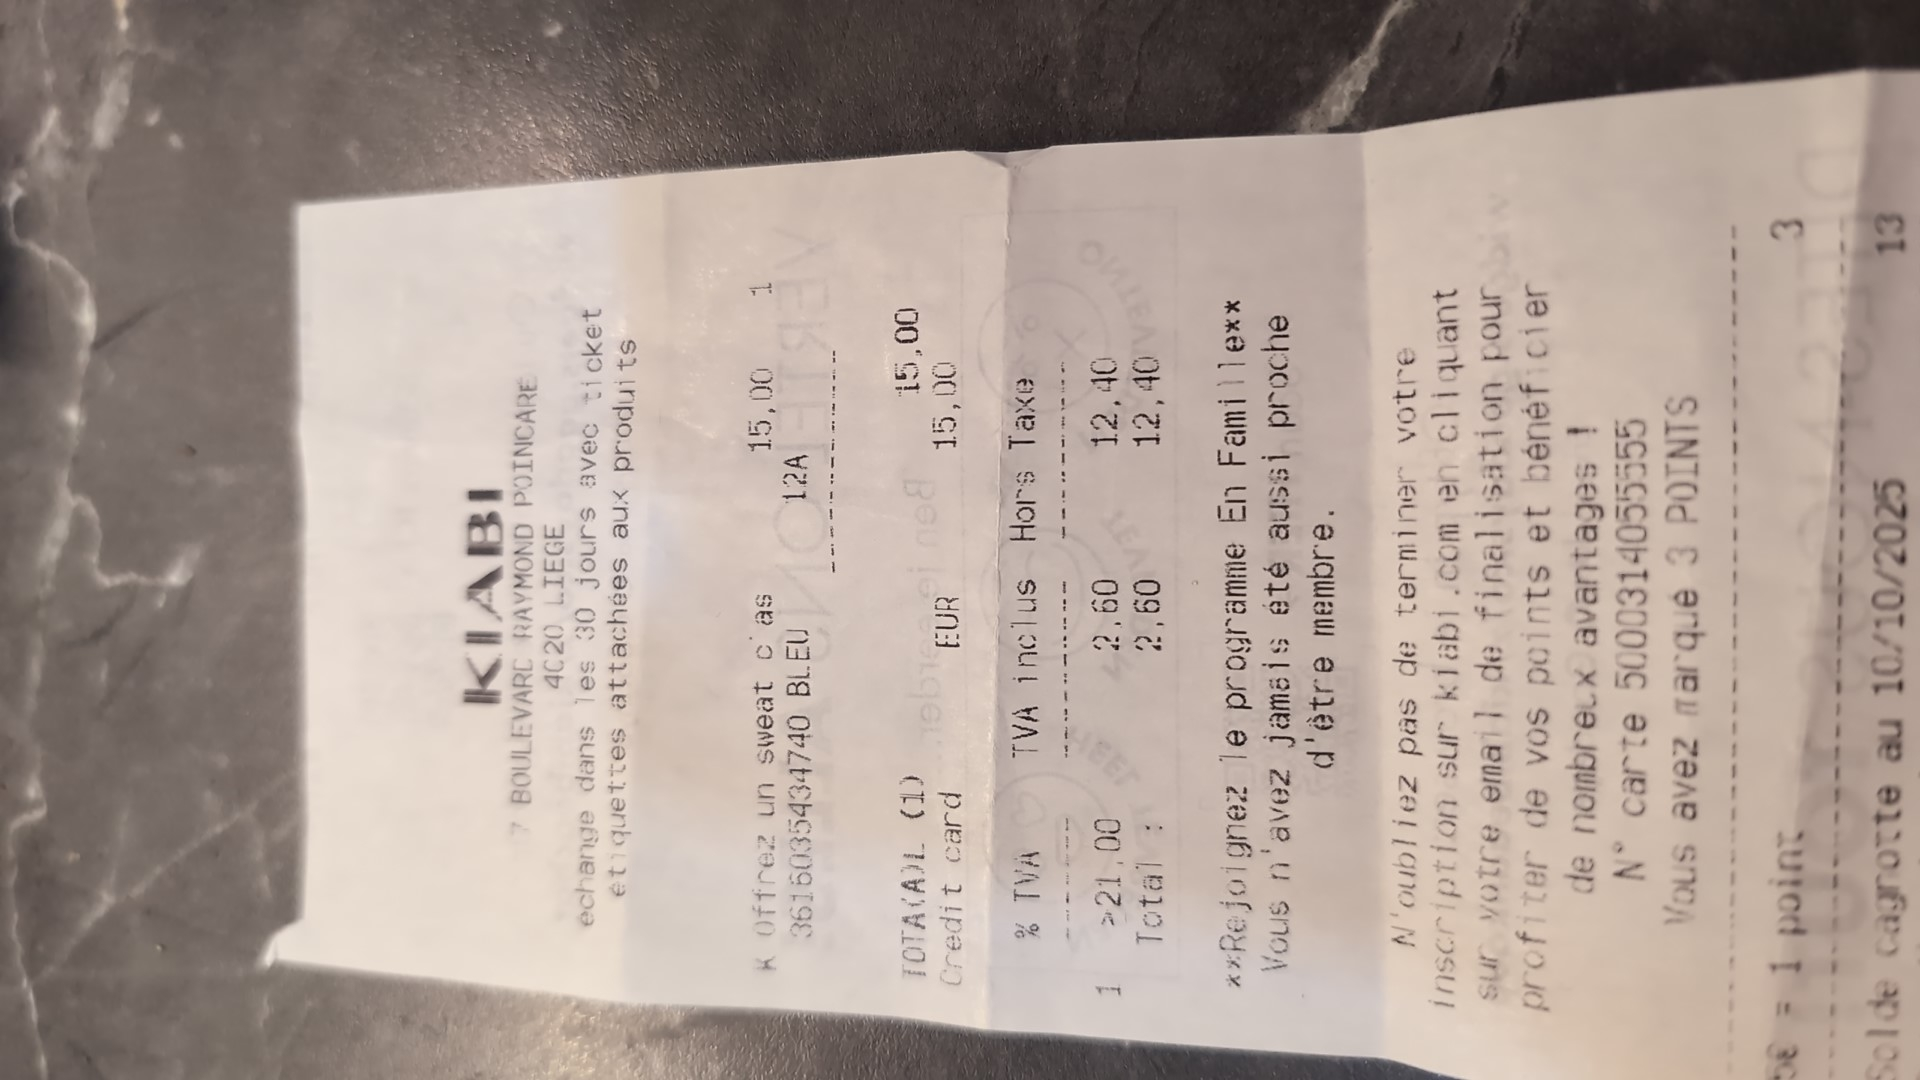 KIABI
7 BOULEVARD RAYMOND POINCARE
4020 LIEGE
echange dans les 30 jours avec ticket
étiquettes attachées aux produits
K Offrez un sweat c as 15,00 1
3616035434740 BLEU 12A
TOTA(A)L (1) 15,00
Credit card EUR 15,00
% TVA TVA inclus Hors Taxe
1 >21.00 2,60 12,40
Total : 2,60 12,40
**Rejoignez le programme En Famille**
Vous n'avez jamais été aussi proche
d'être membre.
N'oubliez pas de terminer votre
inscription sur kiabi.com en cliquant
sur votre email de finalisation pour
profiter de vos points et bénéficier
de nombreux avantages !
N° carte 5000314055555
Vous avez marqué 3 POINTS
5€ = 1 point 3
Solde cagnotte au 10/10/2025 13